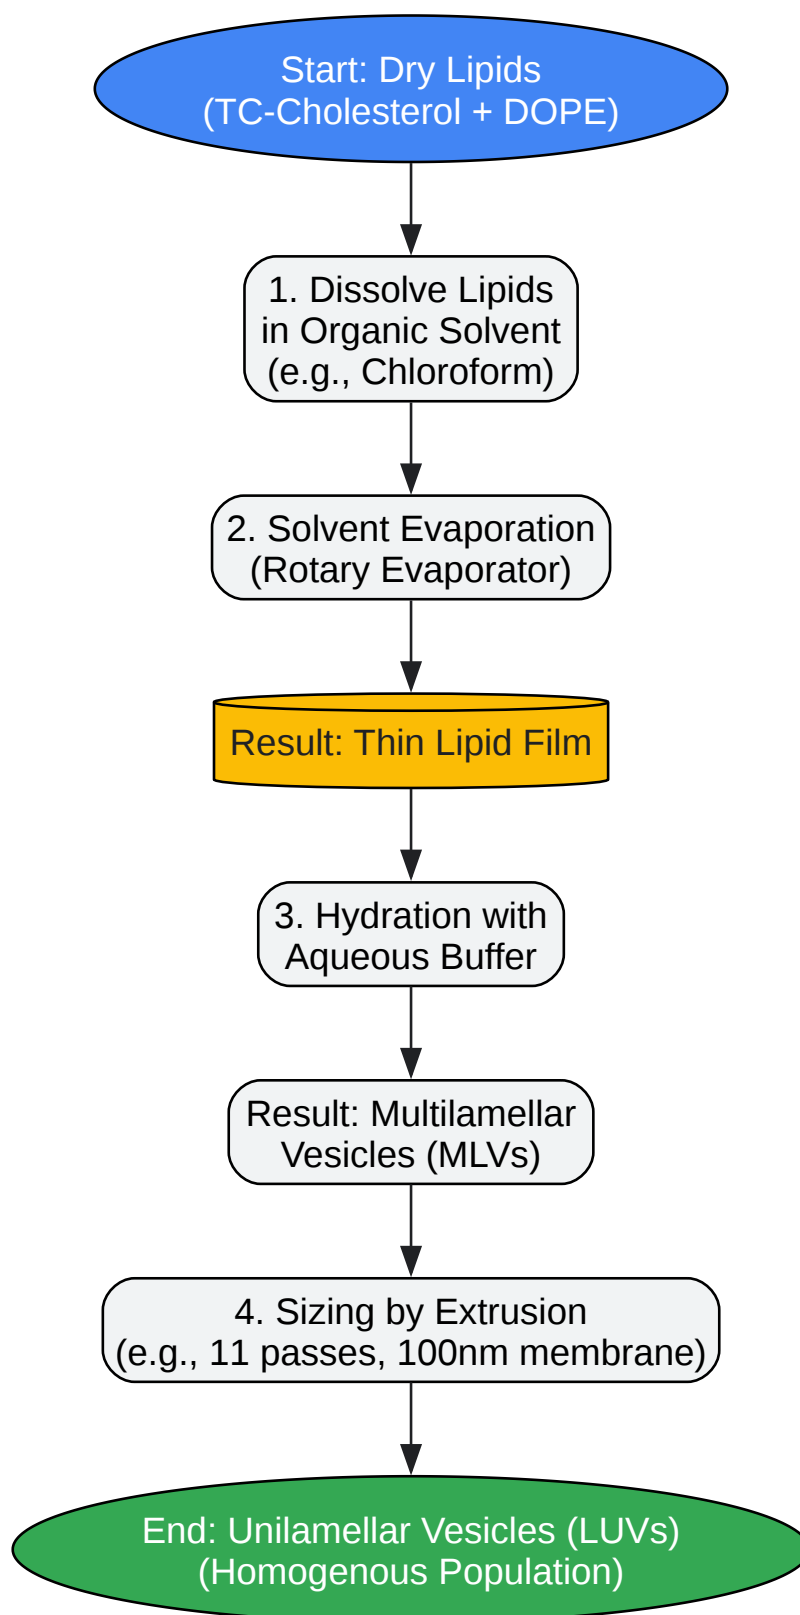 Start: Dry Lipids
(TC-Cholesterol + DOPE)
1. Dissolve Lipids
in Organic Solvent
(e.g., Chloroform)
2. Solvent Evaporation
(Rotary Evaporator)
Result: Thin Lipid Film
3. Hydration with
Aqueous Buffer
Result: Multilamellar
Vesicles (MLVs)
4. Sizing by Extrusion
(e.g., 11 passes, 100nm membrane)
End: Unilamellar Vesicles (LUVs)
(Homogenous Population)